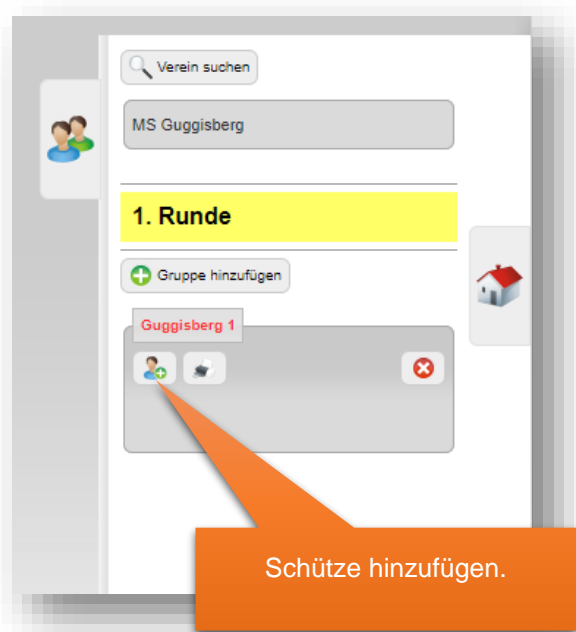 Verein suchen
MS Guggisberg
1. Runde
Gruppe hinzufügen
Guggisberg 1
Schütze hinzufügen.